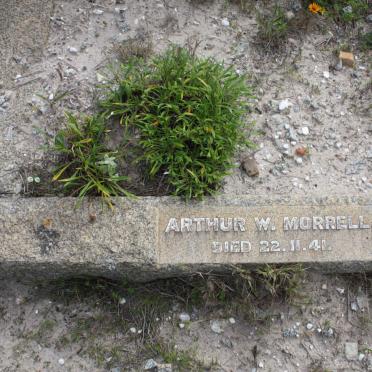 ARTHUR W. MORRELL
DIED 22.11.41.